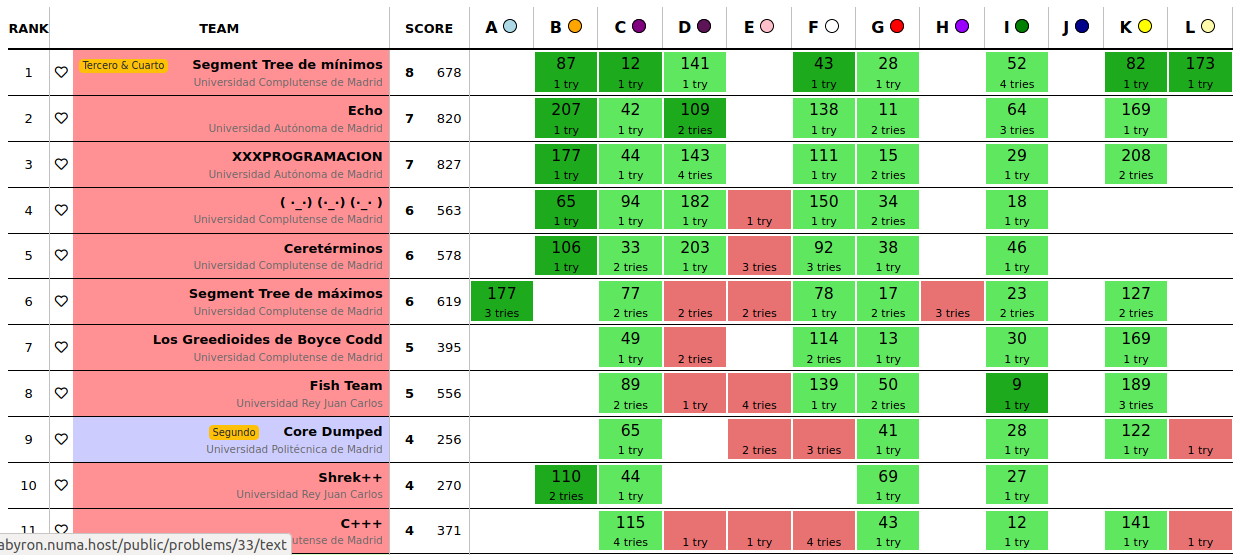 RANK TEAM SCORE A B C D E F G H I J K L
1 Tercero & Cuarto Segment Tree de mínimos 8 678 87 12 141 43 28 52 82 173
Universidad Complutense de Madrid 1 try 1 try 1 try 1 try 1 try 4 tries 1 try 1 try
2 Echo 7 820 207 42 109 138 11 64 169
Universidad Autónoma de Madrid 1 try 1 try 2 tries 1 try 2 tries 3 tries 1 try
3 XXXPROGRAMACION 7 827 177 44 143 111 15 29 208
Universidad Autónoma de Madrid 1 try 1 try 4 tries 1 try 2 tries 1 try 2 tries
4 ( ·_·) (·_·) (·_· ) 6 563 65 94 182 150 34 18
Universidad Complutense de Madrid 1 try 1 try 1 try 1 try 1 try 2 tries 1 try
5 Ceretérminos 6 578 106 33 203 92 38 46
Universidad Complutense de Madrid 1 try 2 tries 1 try 3 tries 3 tries 1 try 1 try
6 Segment Tree de máximos 6 619 177 77 78 17 23 127
Universidad Complutense de Madrid 3 tries 2 tries 2 tries 2 tries 1 try 2 tries 3 tries 2 tries 2 tries
7 Los Greedioides de Boyce Codd 5 395 49 114 13 30 169
Universidad Complutense de Madrid 1 try 2 tries 2 tries 1 try 1 try 1 try
8 Fish Team 5 556 89 139 50 9 189
Universidad Rey Juan Carlos 2 tries 1 try 4 tries 1 try 2 tries 1 try 3 tries
9 Segundo Core Dumped 4 256 65 41 28 122
Universidad Politécnica de Madrid 1 try 2 tries 3 tries 1 try 1 try 1 try 1 try
10 Shrek++ 4 270 110 44 69 27
Universidad Rey Juan Carlos 2 tries 1 try 1 try 1 try
11 C+++ 4 371 115 43 12 141
utense de Madrid 4 tries 1 try 1 try 4 tries 1 try 1 try 1 try 1 try
abyron.numa.host/public/problems/33/text